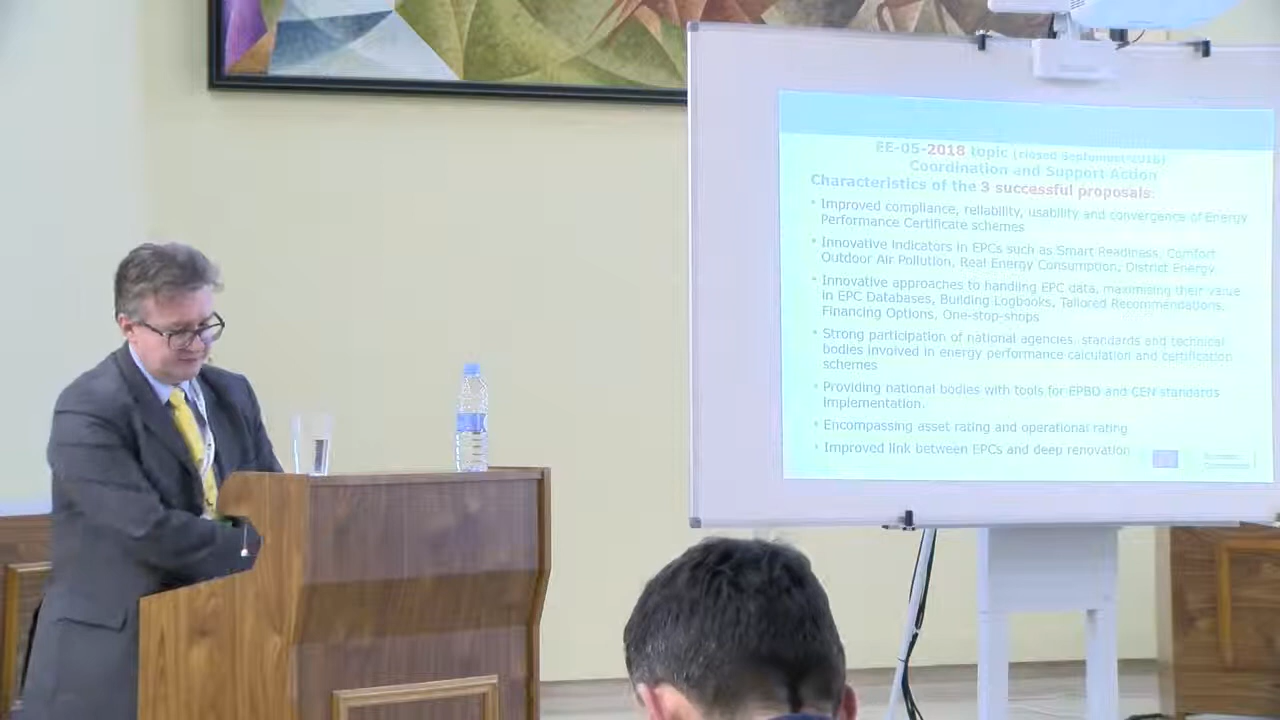 EE-05-2018 topic (closed September 2018)
Coordination and Support Action
Characteristics of the 3 successful proposals:
• Improved compliance, reliability, usability and convergence of Energy
Performance Certificate schemes
• Innovative indicators in EPCs such as Smart Readiness, Comfort
Outdoor Air Pollution, Real Energy Consumption, District Energy
• Innovative approaches to handling EPC data, maximising their value
in EPC Databases, Building Logbooks, Tailored Recommendations,
Financing Options, One-stop-shops
• Strong participation of national agencies, standards and technical
bodies involved in energy performance calculation and certification
schemes
• Providing national bodies with tools for EPBD and CEN standards
implementation.
• Encompassing asset rating and operational rating
• Improved link between EPCs and deep renovation